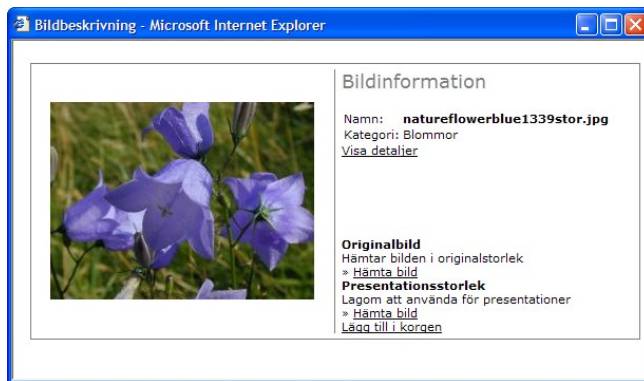 Bildbeskrivning - Microsoft Internet Explorer
Bildinformation
Namn: natureflowerblue1339stor.jpg
Kategori: Blommor
Visa detaljer
Originalbild
Hämtar bilden i originalstorlek
» Hämta bild
Presentationsstorlek
Lagom att använda för presentationer
» Hämta bild
Lägg till i korgen